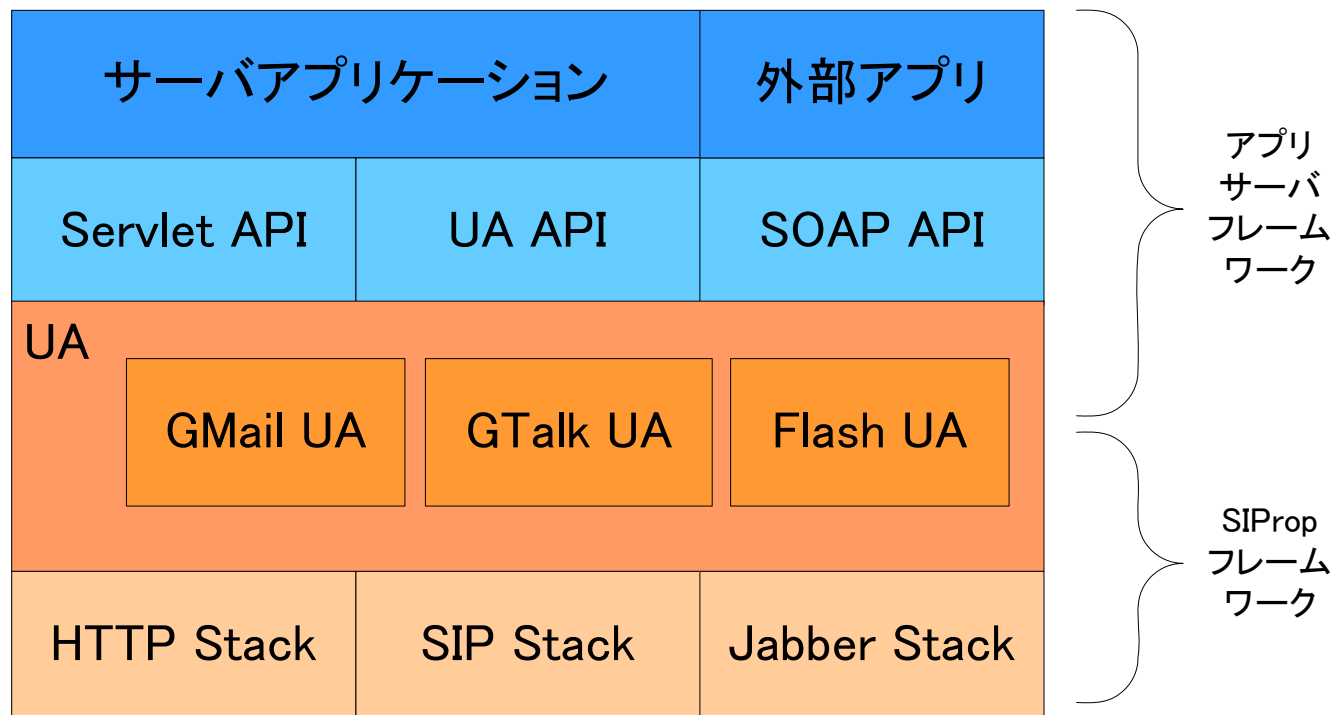 サーバアプリケーション
外部アプリ
Servlet API
UA API
SOAP API
UA
GMail UA
GTalk UA
Flash UA
HTTP Stack
SIP Stack
Jabber Stack
アプリ
サーバ
フレーム
ワーク
SIProp
フレーム
ワーク